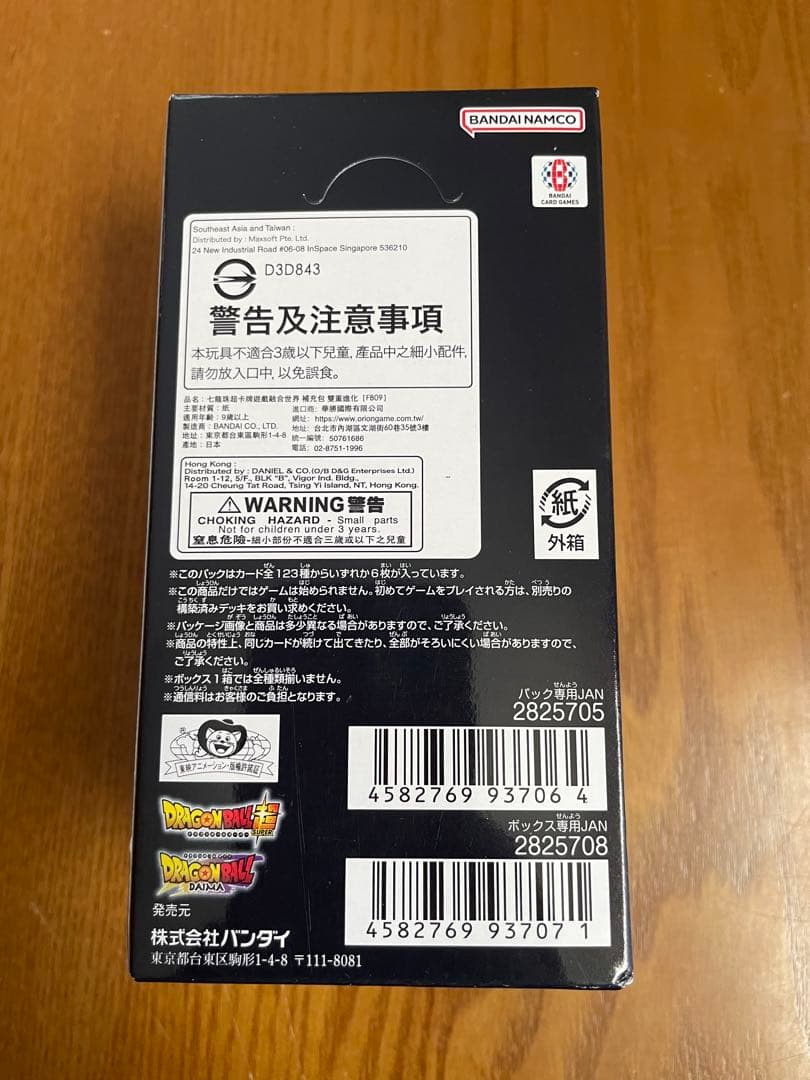 BANDAI NAMCO
BANDAI
CARD GAMES
Southeast Asia and Taiwan :
Distributed by : Maxsoft Pte. Ltd.
24 New Industrial Road #06-08 InSpace Singapore 536210
D3D843
警告及注意事項
本玩具不適合3歲以下兒童, 產品中之細小配件,
請勿放入口中, 以免誤食。
品名：七龍珠超卡牌遊戲融合世界 補充包 雙重進化 [FB09]
主要材質：紙
適用年齡：9歲以上
製造商：BANDAI CO., LTD.
地址：東京都台東區駒形1-4-8
產地：日本
進口商：華勝國際有限公司
網址：https://www.oriongame.com.tw/
地址：台北市內湖區文湖街60巷35號3樓
統一編號：50761686
電話：02-8751-1996
Hong Kong :
Distributed by : DANIEL & CO.(O/B D&G Enterprises Ltd.)
Room 1-12, 5/F., BLK "B", Vigor Ind. Bldg.,
14-20 Cheung Tat Road, Tsing Yi Island, NT, Hong Kong.
WARNING 警告
CHOKING HAZARD - Small parts
Not for children under 3 years.
窒息危險-細小部份不適合三歲或以下之兒童
紙
外箱
※このパックはカード全123種からいずれか6枚が入っています。
※この商品だけではゲームは始められません。初めてゲームをプレイされる方は、別売りの
構築済みデッキをお買い求めください。
※パッケージ画像と商品は多少異なる場合がありますので、ご了承ください。
※商品の特性上、同じカードが続けて出てきたり、全部がそろいにくい場合がありますので、
ご了承ください。
※ボックス1箱では全種類揃いません。
※通信料はお客様のご負担となります。
パック専用JAN
2825705
4582769 937064
ボックス専用JAN
2825708
4582769 937071
東映アニメーション・版権許諾証
DRAGON BALL 超
SUPER
DRAGON BALL
DAIMA
発売元
株式会社バンダイ
東京都台東区駒形1-4-8 〒111-8081